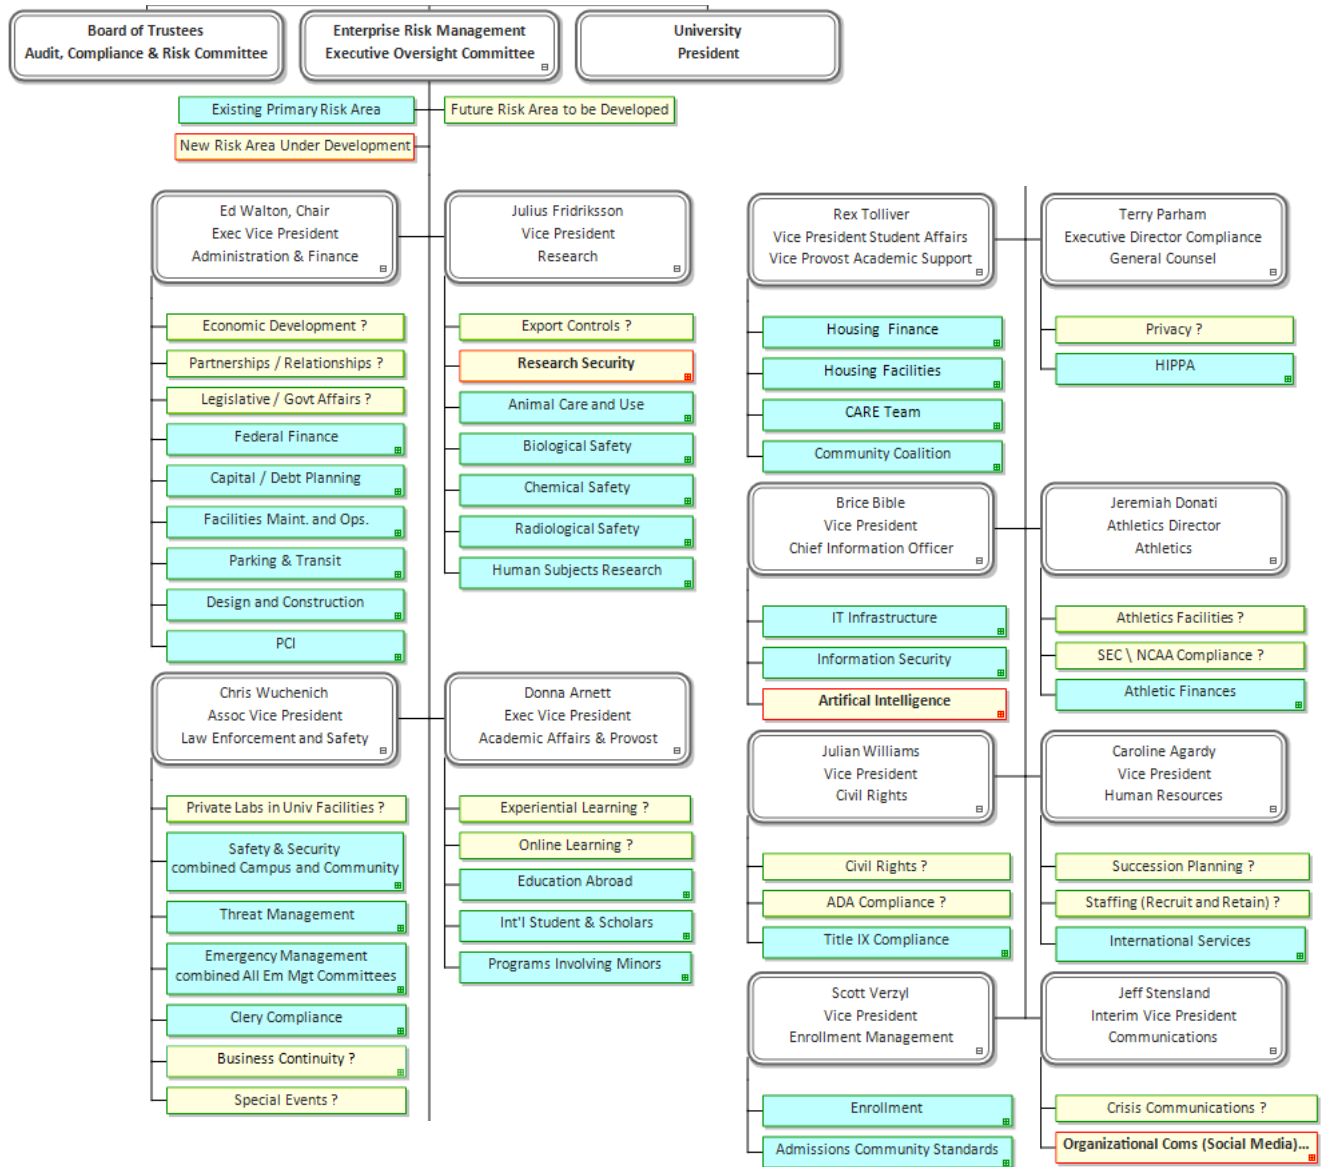 Board of Trustees
Audit, Compliance & Risk Committee
Enterprise Risk Management
Executive Oversight Committee
University
President
Existing Primary Risk Area
Future Risk Area to be Developed
New Risk Area Under Development
Ed Walton, Chair
Exec Vice President
Administration & Finance
Economic Development ?
Partnerships / Relationships ?
Legislative / Govt Affairs ?
Federal Finance
Capital / Debt Planning
Facilities Maint. and Ops.
Parking & Transit
Design and Construction
PCI
Julius Fridriksson
Vice President
Research
Export Controls ?
Research Security
Animal Care and Use
Biological Safety
Chemical Safety
Radiological Safety
Human Subjects Research
Chris Wuchenich
Assoc Vice President
Law Enforcement and Safety
Private Labs in Univ Facilities ?
Safety & Security
combined Campus and Community
Threat Management
Emergency Management
combined All Em Mgt Committees
Clery Compliance
Business Continuity ?
Special Events ?
Donna Arnett
Exec Vice President
Academic Affairs & Provost
Experiential Learning ?
Online Learning ?
Education Abroad
Int'l Student & Scholars
Programs Involving Minors
Rex Tolliver
Vice President Student Affairs
Vice Provost Academic Support
Housing Finance
Housing Facilities
CARE Team
Community Coalition
Terry Parham
Executive Director Compliance
General Counsel
Privacy ?
HIPPA
Brice Bible
Vice President
Chief Information Officer
IT Infrastructure
Information Security
Artifical Intelligence
Jeremiah Donati
Athletics Director
Athletics
Athletics Facilities ?
SEC \ NCAA Compliance ?
Athletic Finances
Julian Williams
Vice President
Civil Rights
Civil Rights ?
ADA Compliance ?
Title IX Compliance
Caroline Agardy
Vice President
Human Resources
Succession Planning ?
Staffing (Recruit and Retain) ?
International Services
Scott Verzyl
Vice President
Enrollment Management
Enrollment
Admissions Community Standards
Jeff Stensland
Interim Vice President
Communications
Crisis Communications ?
Organizational Coms (Social Media)...